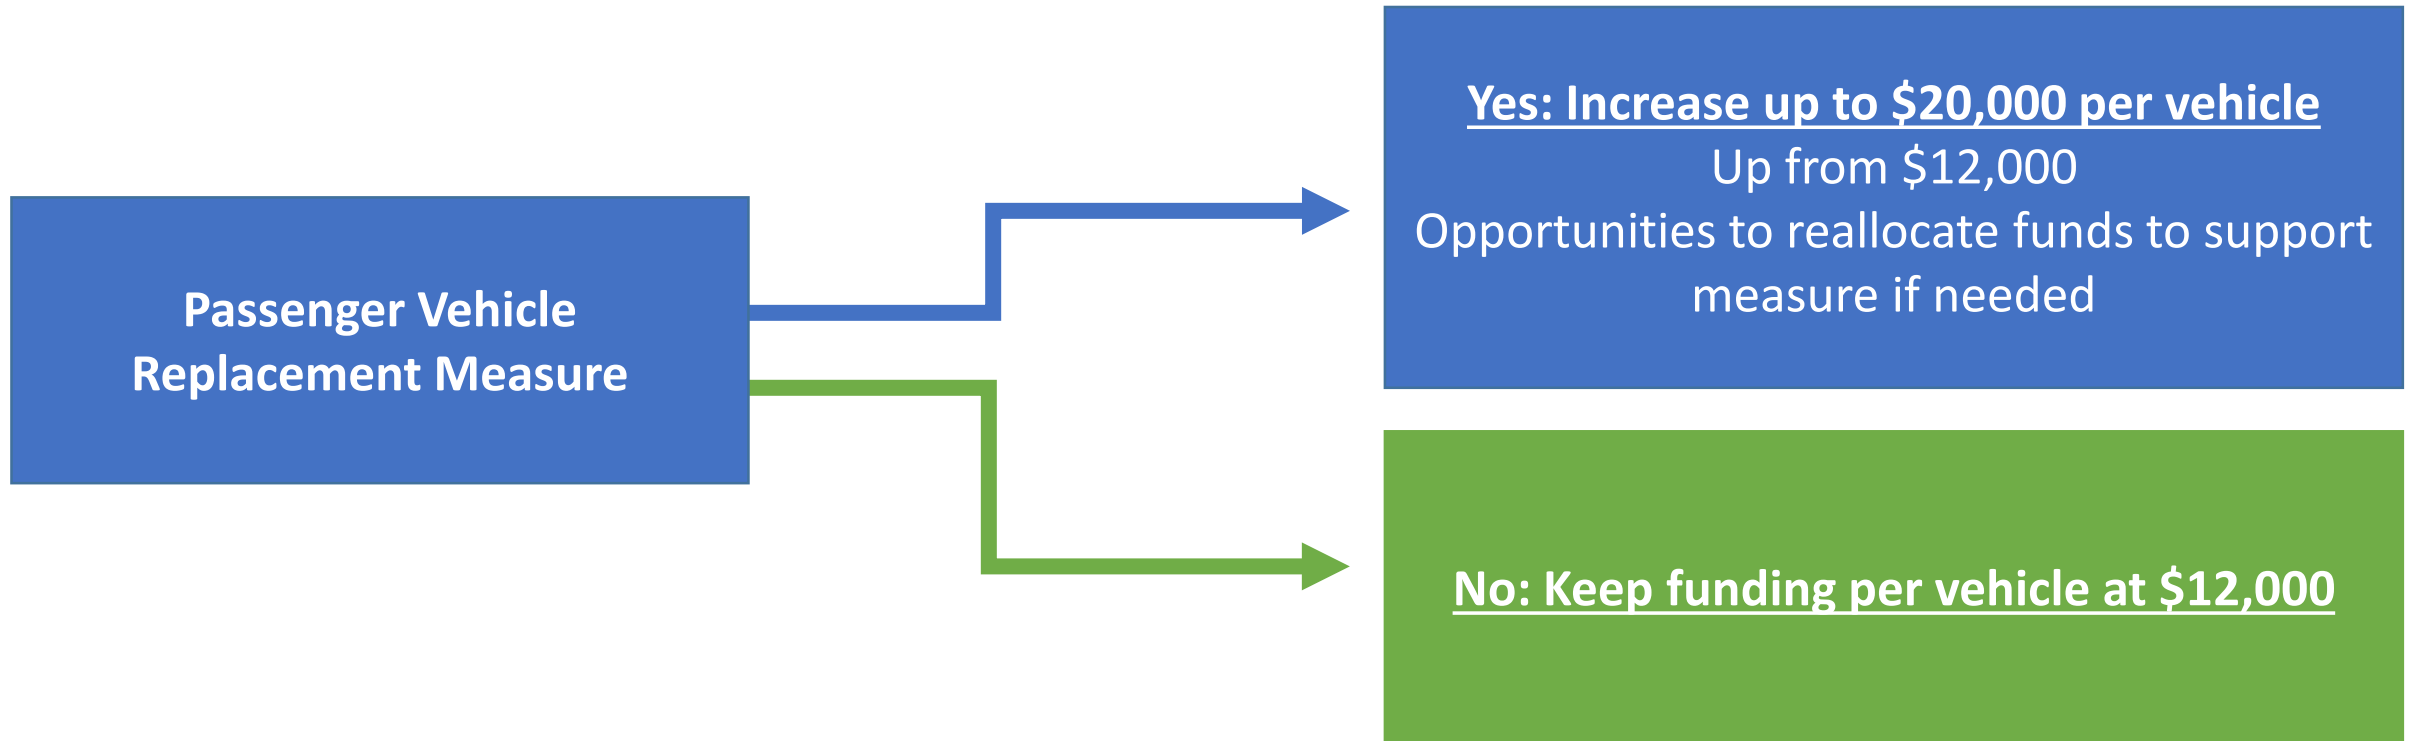 Passenger Vehicle
Replacement Measure
Yes: Increase up to $20,000 per vehicle
Up from $12,000
Opportunities to reallocate funds to support
measure if needed
No: Keep funding per vehicle at $12,000